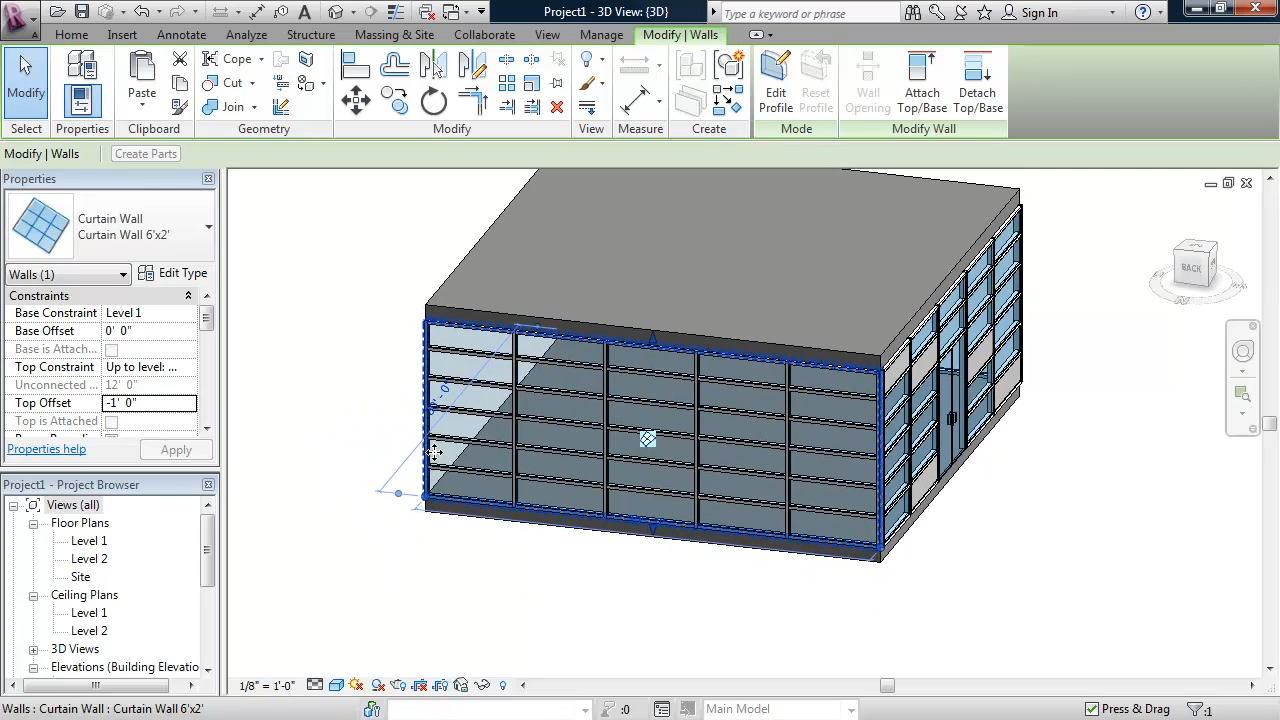 Project1 - 3D View: {3D}
Type a keyword or phrase
Sign In
Home Insert Annotate Analyze Structure Massing & Site Collaborate View Manage Modify | Walls
Modify
Select
Properties
Paste
Clipboard
Cope
Cut
Join
Geometry
Modify
View
Measure
Create
Edit Profile
Reset Profile
Mode
Wall Opening
Attach Top/Base
Detach Top/Base
Modify Wall
Modify | Walls
Create Parts
Properties
Curtain Wall
Curtain Wall 6'x2'
Walls (1)
Edit Type
Constraints
Base Constraint Level 1
Base Offset 0' 0"
Base is Attach...
Top Constraint Up to level: ...
Unconnected ... 12' 0"
Top Offset -1' 0"
Top is Attached
Properties help
Apply
Project1 - Project Browser
Views (all)
Floor Plans
Level 1
Level 2
Site
Ceiling Plans
Level 1
Level 2
3D Views
Elevations (Building Elevatio
BACK
1/8" = 1'-0"
Walls : Curtain Wall : Curtain Wall 6'x2'
:0
Main Model
Press & Drag
:1